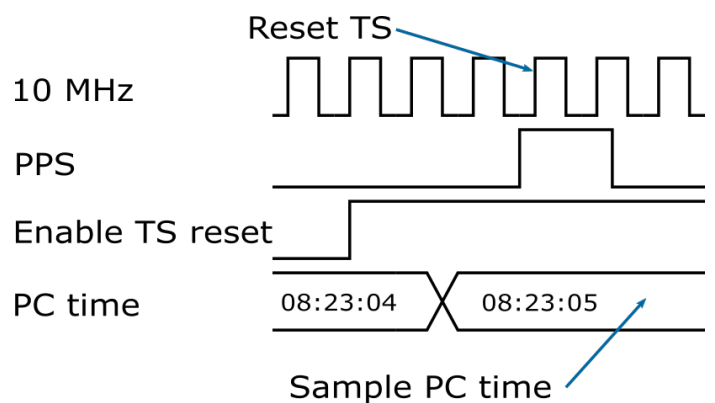 Reset TS
10 MHz
PPS
Enable TS reset
PC time 08:23:04 08:23:05
Sample PC time